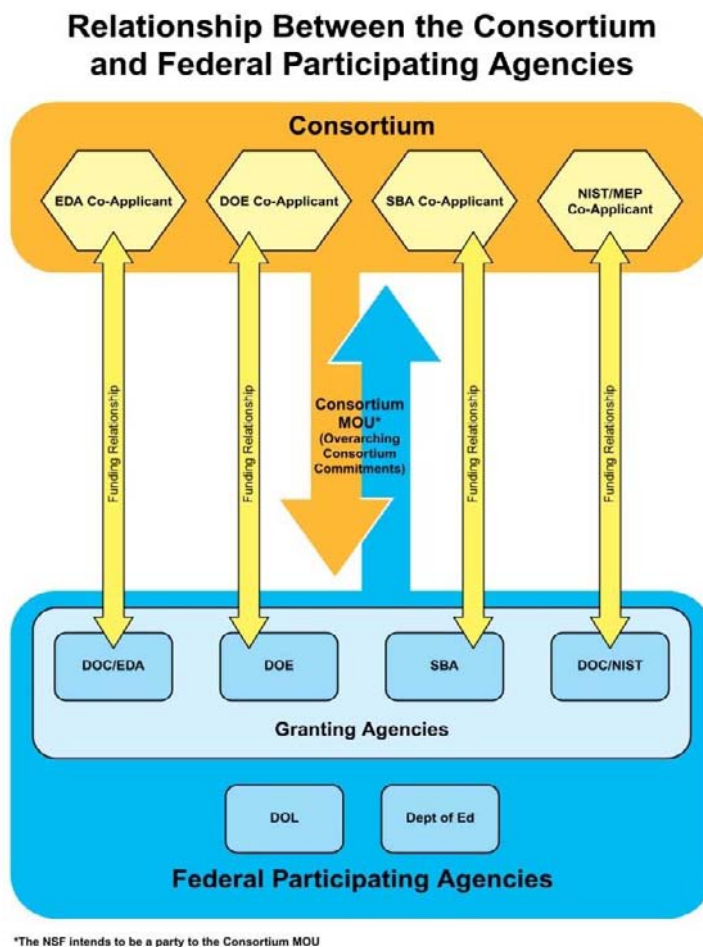 Relationship Between the Consortium
and Federal Participating Agencies
Consortium
EDA Co-Applicant
DOE Co-Applicant
SBA Co-Applicant
NIST/MEP
Co-Applicant
Funding Relationship
Funding Relationship
Consortium
MOU*
(Overarching
Consortium
Commitments)
Funding Relationship
Funding Relationship
DOC/EDA
DOE
SBA
DOC/NIST
Granting Agencies
DOL
Dept of Ed
Federal Participating Agencies
*The NSF intends to be a party to the Consortium MOU